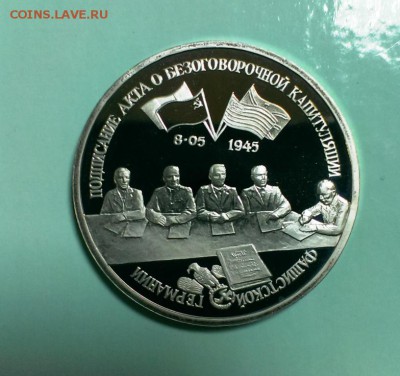 COINS.LAVE.RU
ПОДПИСАНИЕ АКТА О БЕЗОГОВОРОЧНОЙ КАПИТУЛЯЦИИ
8·05 1945
ФАШИСТСКОЙ
ГЕРМАНИИ